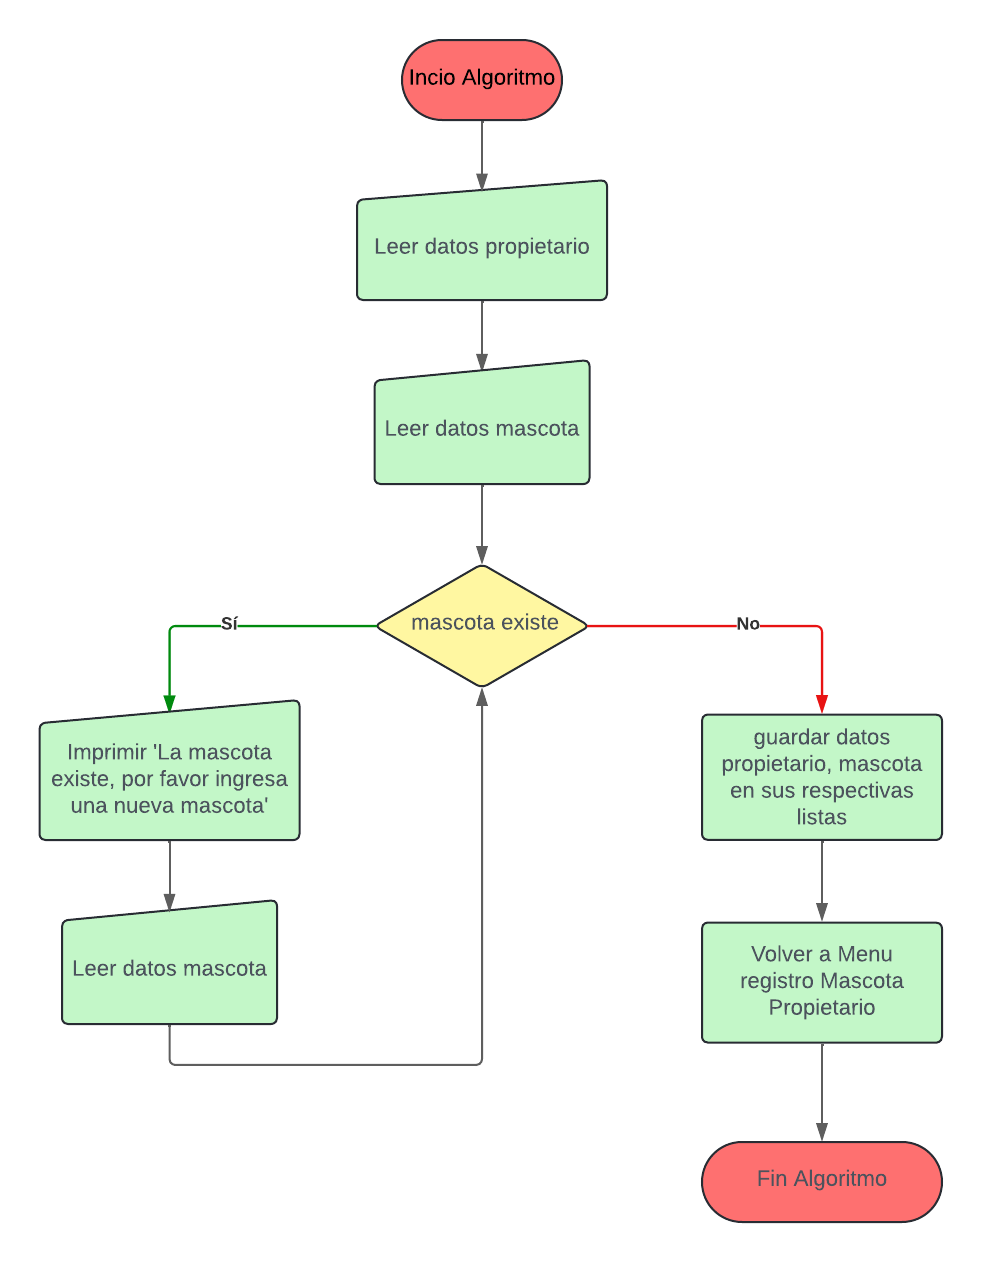 Incio Algoritmo
Leer datos propietario
Leer datos mascota
mascota existe
Sí
No
Imprimir 'La mascota
existe, por favor ingresa
una nueva mascota'
Leer datos mascota
guardar datos
propietario, mascota
en sus respectivas
listas
Volver a Menu
registro Mascota
Propietario
Fin Algoritmo